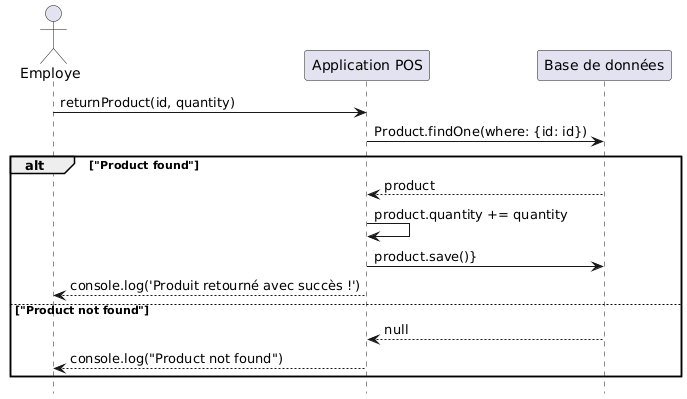 Employe
Application POS
Base de données
returnProduct(id, quantity)
Product.findOne(where: {id: id})
alt
["Product found"]
product
product.quantity += quantity
product.save()}
console.log('Produit retourné avec succès !')
["Product not found"]
null
console.log("Product not found")